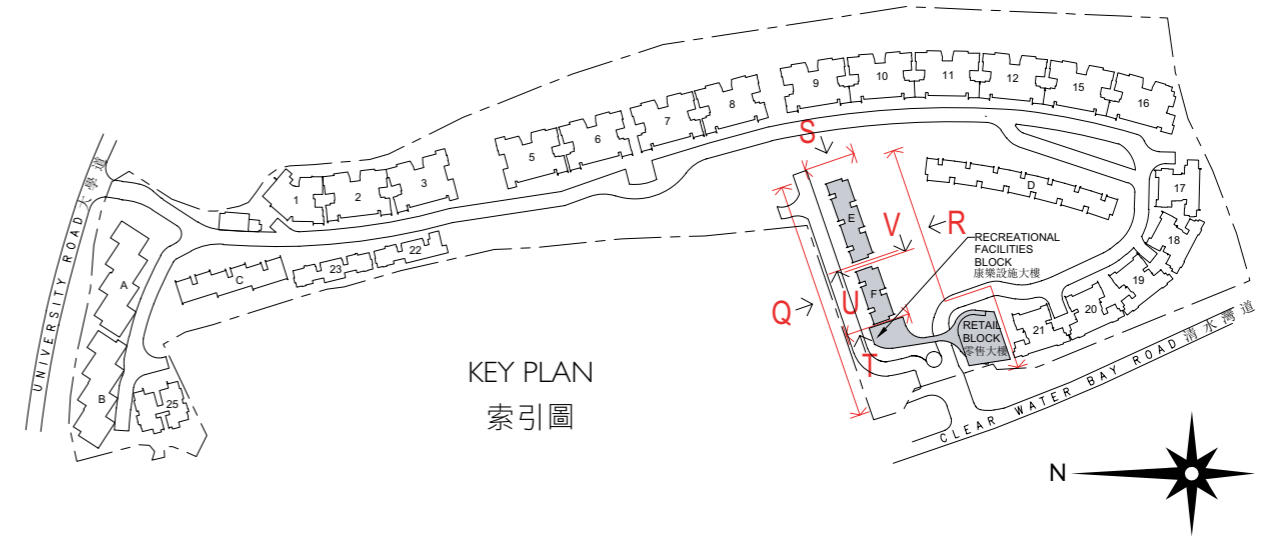 9
10
11
12
15
16
8
7
6
5
3
2
1
S
17
D
E
V
R
RECREATIONAL
FACILITIES
BLOCK
康樂設施大樓
18
19
20
21
22
23
C
A
B
25
UNIVERSITY ROAD 大學道
Q
U
F
T
RETAIL
BLOCK
零售大樓
CLEAR WATER BAY ROAD 清水灣道
KEY PLAN
索引圖
N